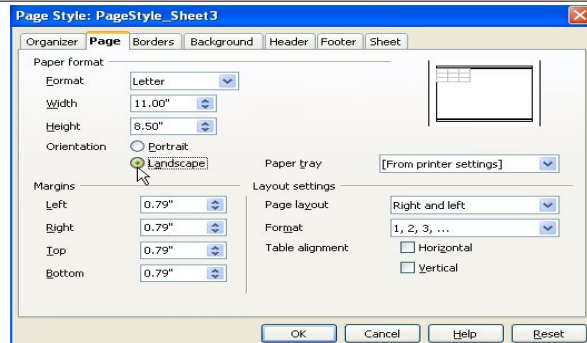 Page Style: PageStyle_Sheet3
Organizer Page Borders Background Header Footer Sheet
Paper format
Format Letter
Width 11.00"
Height 8.50"
Orientation Portrait
Landscape Paper tray [From printer settings]
Margins Layout settings
Left 0.79" Page layout Right and left
Right 0.79" Format 1, 2, 3, ...
Top 0.79" Table alignment Horizontal
Bottom 0.79" Vertical
OK Cancel Help Reset